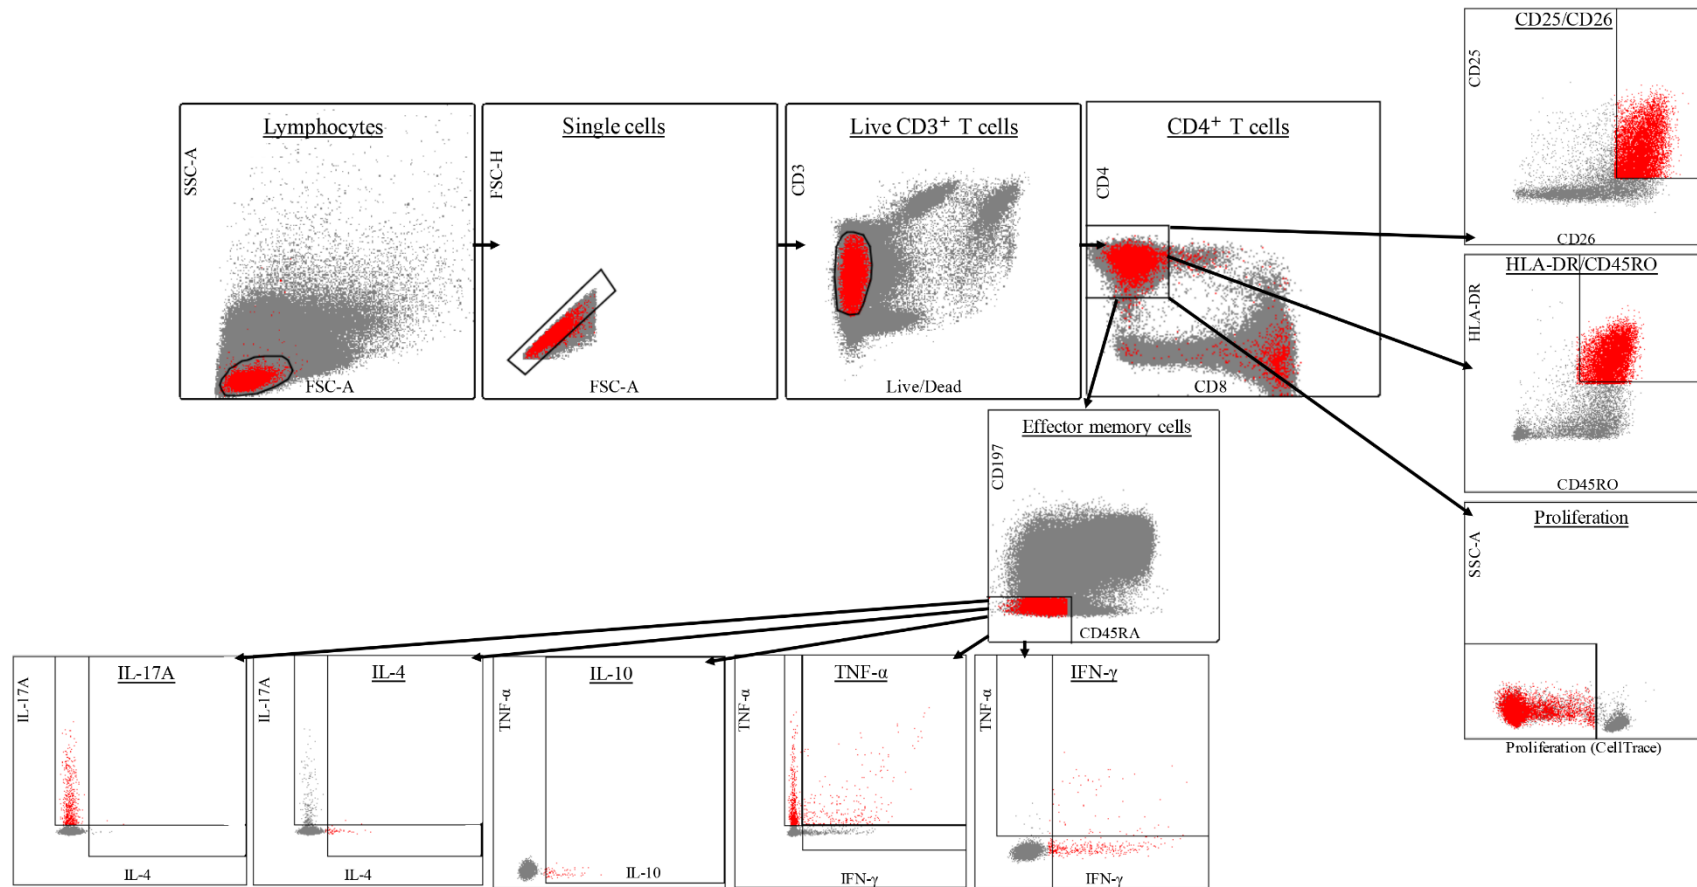 CD25/CD26
CD25
CD26
Lymphocytes
SSC-A
FSC-A
Single cells
FSC-H
FSC-A
Live CD3+ T cells
CD3
Live/Dead
CD4+ T cells
CD4
CD8
HLA-DR/CD45RO
HLA-DR
CD45RO
Effector memory cells
CD197
CD45RA
Proliferation
SSC-A
Proliferation (CellTrace)
IL-17A
IL-17A
IL-4
IL-4
IL-17A
IL-4
IL-10
TNF-α
IL-10
TNF-α
TNF-α
IFN-γ
IFN-γ
TNF-α
IFN-γ